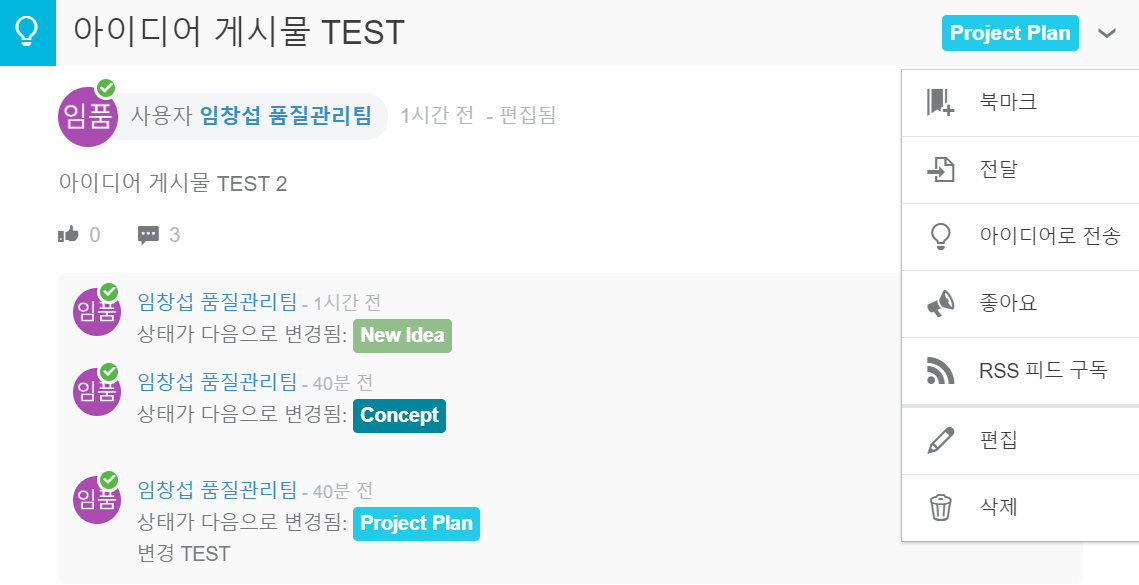 아이디어 게시물 TEST
Project Plan
임품
사용자 임창섭 품질관리팀 1시간 전 - 편집됨
아이디어 게시물 TEST 2
0 3
임품
임창섭 품질관리팀 - 1시간 전
상태가 다음으로 변경됨: New Idea
임품
임창섭 품질관리팀 - 40분 전
상태가 다음으로 변경됨: Concept
임품
임창섭 품질관리팀 - 40분 전
상태가 다음으로 변경됨: Project Plan
변경 TEST
북마크
전달
아이디어로 전송
좋아요
RSS 피드 구독
편집
삭제